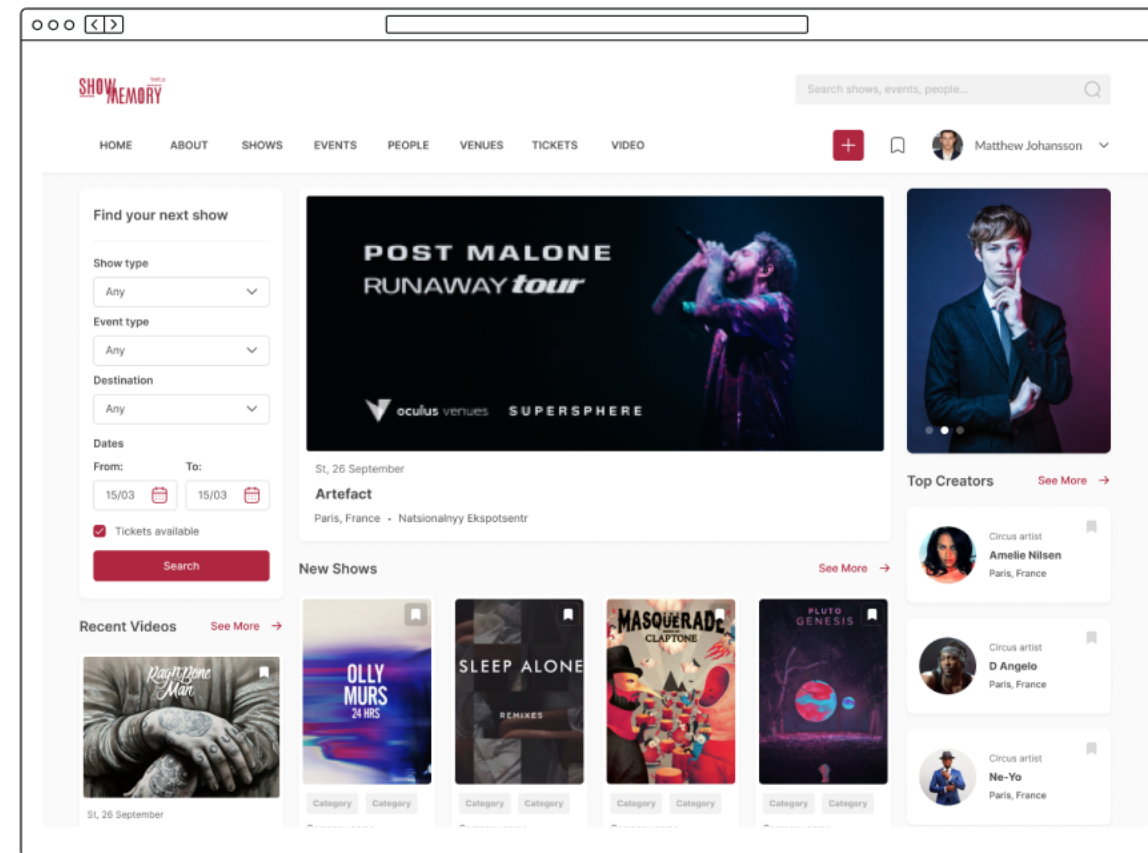 SHOW MEMORY
Search shows, events, people...
HOME ABOUT SHOWS EVENTS PEOPLE VENUES TICKETS VIDEO
Matthew Johansson
Find your next show
Show type
Any
Event type
Any
Destination
Any
Dates
From: To:
15/03 15/03
Tickets available
Search
Recent Videos See More
Rag'n'Bone
Man
St, 26 September
POST MALONE
RUNAWAY tour
oculus venues SUPERSPHERE
St, 26 September
Artefact
Paris, France • Natsionalnyy Ekspotsentr
New Shows See More
OLLY
MURS
24 HRS
Category Category
SLEEP ALONE
REMIXES
Category Category
MASQUERADE
CLAPTONE
Category Category
PLUTO
GENESIS
Category Category
Top Creators See More
Circus artist
Amelie Nilsen
Paris, France
Circus artist
D Angelo
Paris, France
Circus artist
Ne-Yo
Paris, France